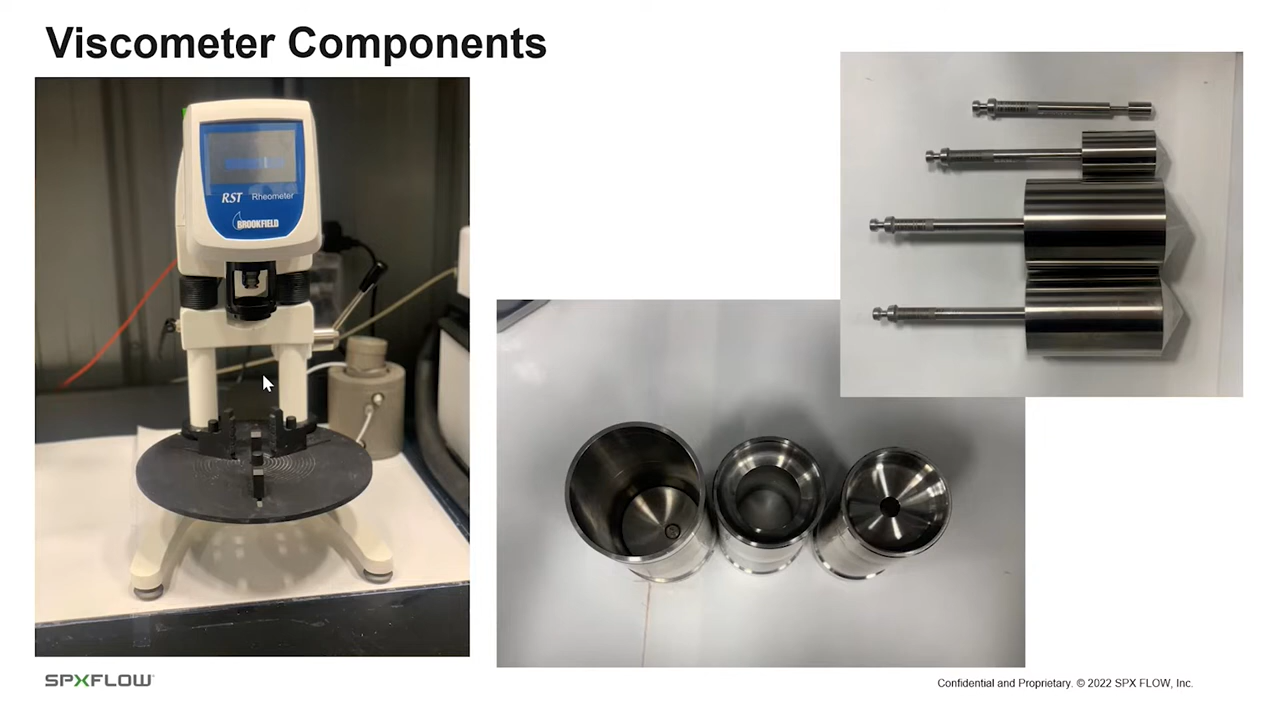 Viscometer Components
RST Rheometer
BROOKFIELD
SPXFLOW
Confidential and Proprietary. © 2022 SPX FLOW, Inc.